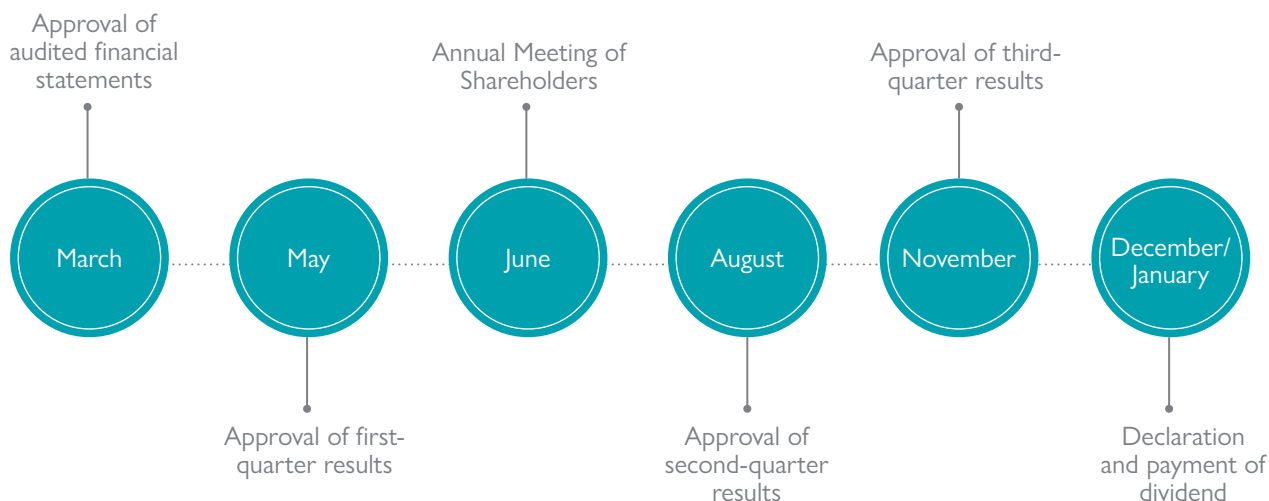 Approval of
audited financial
statements
Annual Meeting of
Shareholders
Approval of third-
quarter results
March
May
June
August
November
December/
January
Approval of first-
quarter results
Approval of
second-quarter
results
Declaration
and payment of
dividend